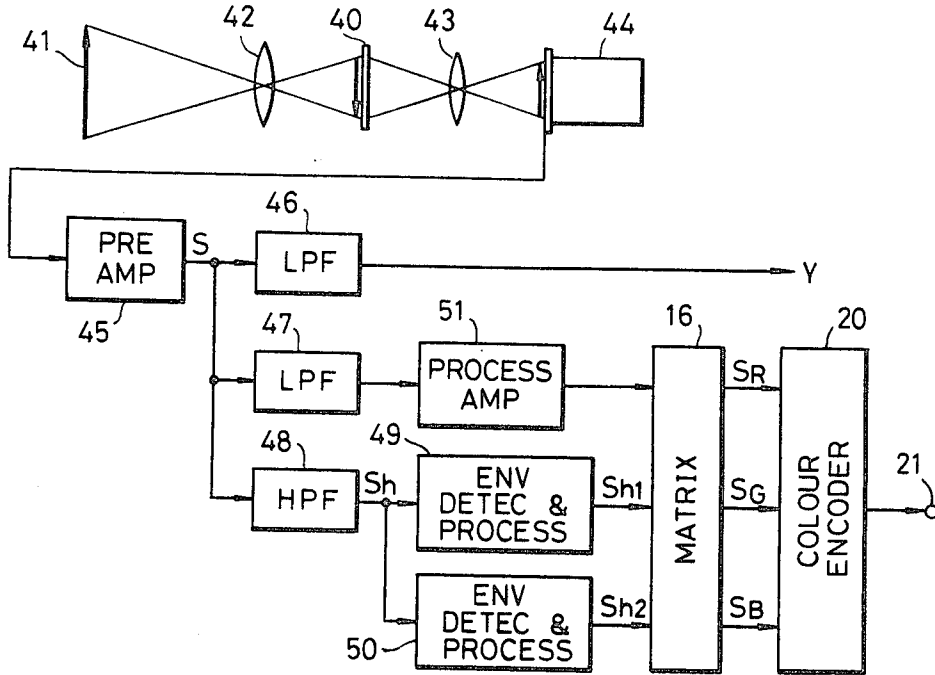 41
42
40
43
44
46
PRE
AMP
S
LPF
Y
45
47
51
16
20
LPF
PROCESS
AMP
SR
48
49
21
HPF
Sh
ENV
DETEC &
PROCESS
Sh1
MATRIX
SG
COLOUR
ENCODER
ENV
DETEC &
PROCESS
Sh2
SB
50